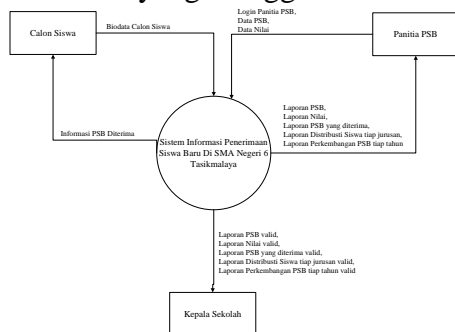 Calon Siswa
Biodata Calon Siswa
Login Panitia PSB,
Data PSB,
Data Nilai
Panitia PSB
Informasi PSB Diterima
Sistem Informasi Penerimaan
Siswa Baru Di SMA Negeri 6
Tasikmalaya
Laporan PSB,
Laporan Nilai,
Laporan PSB yang diterima,
Laporan Distribusti Siswa tiap jurusan,
Laporan Perkembangan PSB tiap tahun
Laporan PSB valid,
Laporan Nilai valid,
Laporan PSB yang diterima valid,
Laporan Distribusti Siswa tiap jurusan valid,
Laporan Perkembangan PSB tiap tahun valid
Kepala Sekolah